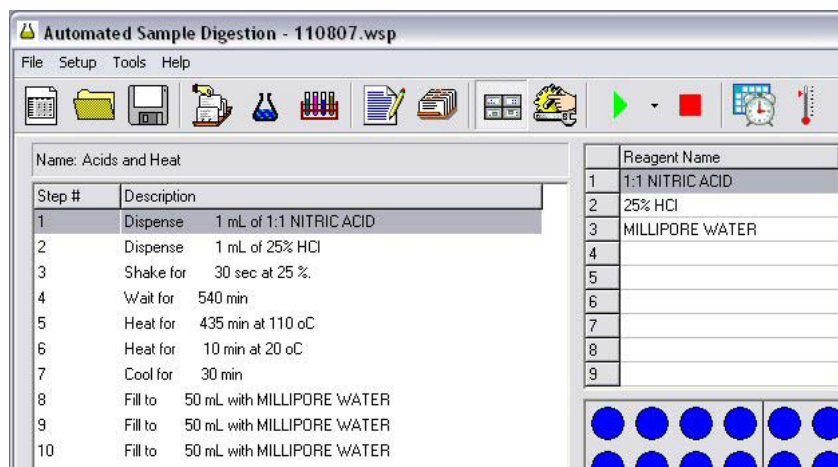 Automated Sample Digestion - 110807.wsp
File Setup Tools Help
Name: Acids and Heat
Step # Description
1 Dispense 1 mL of 1:1 NITRIC ACID
2 Dispense 1 mL of 25% HCl
3 Shake for 30 sec at 25 %.
4 Wait for 540 min
5 Heat for 435 min at 110 oC
6 Heat for 10 min at 20 oC
7 Cool for 30 min
8 Fill to 50 mL with MILLIPORE WATER
9 Fill to 50 mL with MILLIPORE WATER
10 Fill to 50 mL with MILLIPORE WATER
Reagent Name
1 1:1 NITRIC ACID
2 25% HCl
3 MILLIPORE WATER
4
5
6
7
8
9